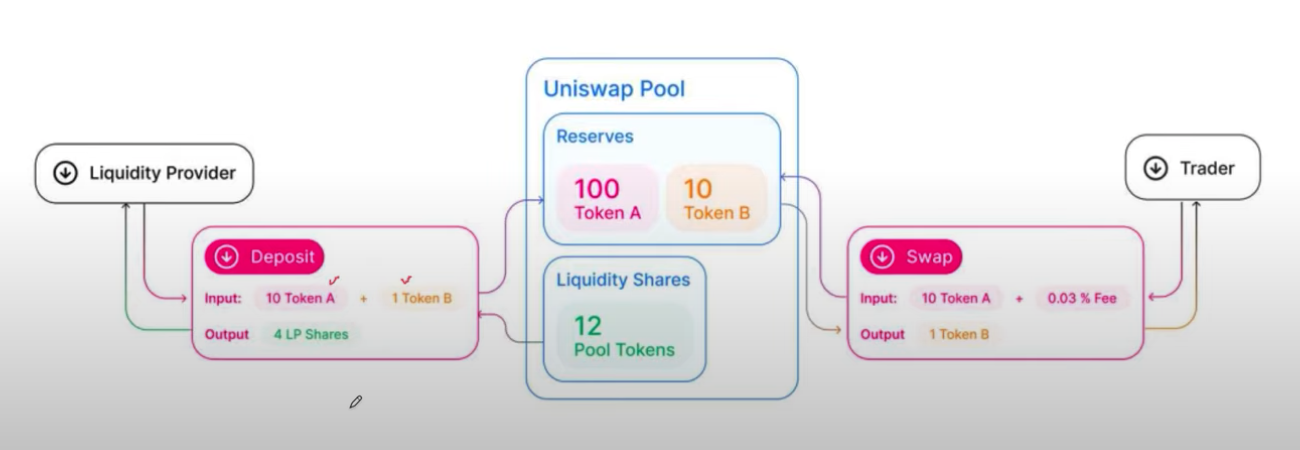 Uniswap Pool
Reserves
100
Token A
10
Token B
Liquidity Shares
12
Pool Tokens
Liquidity Provider
Deposit
Input: 10 Token A + 1 Token B
Output 4 LP Shares
Trader
Swap
Input: 10 Token A + 0.03 % Fee
Output 1 Token B